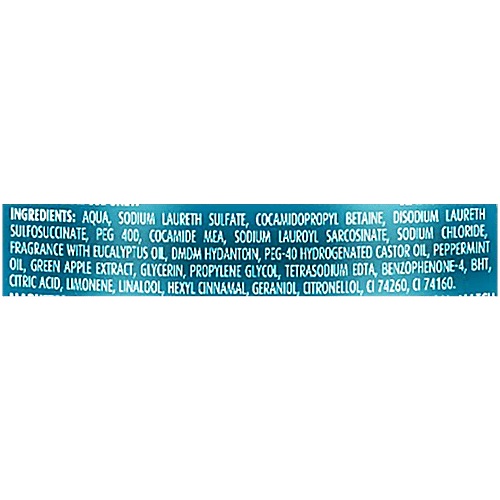 INGREDIENTS: AQUA, SODIUM LAURETH SULFATE, COCAMIDOPROPYL BETAINE, DISODIUM LAURETH
SULFOSUCCINATE, PEG 400, COCAMIDE MEA, SODIUM LAUROYL SARCOSINATE, SODIUM CHLORIDE,
FRAGRANCE WITH EUCALYPTUS OIL, DMDM HYDANTOIN, PEG-40 HYDROGENATED CASTOR OIL, PEPPERMINT
OIL, GREEN APPLE EXTRACT, GLYCERIN, PROPYLENE GLYCOL, TETRASODIUM EDTA, BENZOPHENONE-4, BHT,
CITRIC ACID, LIMONENE, LINALOOL, HEXYL CINNAMAL, GERANIOL, CITRONELLOL, CI 74260, CI 74160.